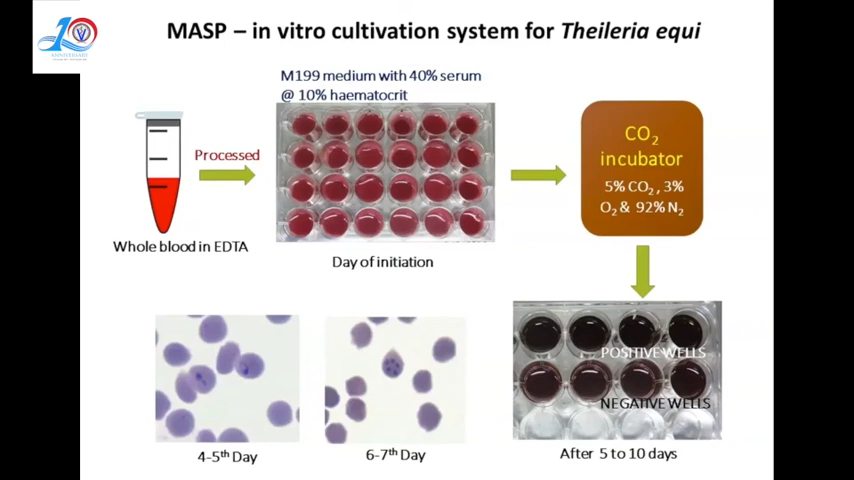 MASP – in vitro cultivation system for Theileria equi
ANNIVERSARY
M199 medium with 40% serum
@ 10% haematocrit
Processed
Whole blood in EDTA
Day of initiation
CO2
incubator
5% CO2 , 3%
O2 & 92% N2
POSITIVE WELLS
NEGATIVE WELLS
4-5th Day
6-7th Day
After 5 to 10 days